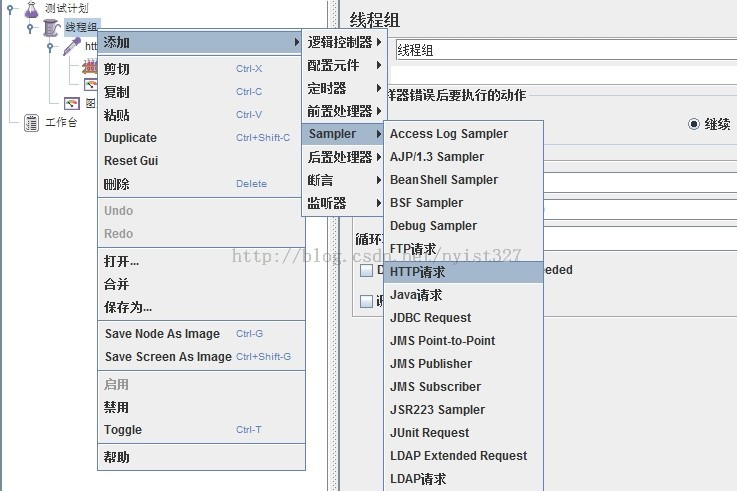 测试计划
线程组
工作台
添加
剪切 Ctrl-X
复制 Ctrl-C
粘贴 Ctrl-V
Duplicate Ctrl+Shift-C
Reset Gui
删除 Delete
Undo
Redo
打开...
合并
保存为...
Save Node As Image Ctrl-G
Save Screen As Image Ctrl+Shift-G
启用
禁用
Toggle Ctrl-T
帮助
逻辑控制器
配置元件
定时器
前置处理器
Sampler
后置处理器
断言
监听器
Access Log Sampler
AJP/1.3 Sampler
BeanShell Sampler
BSF Sampler
Debug Sampler
FTP请求
HTTP请求
Java请求
JDBC Request
JMS Point-to-Point
JMS Publisher
JMS Subscriber
JSR223 Sampler
JUnit Request
LDAP Extended Request
LDAP请求
线程组
线程组
样器错误后要执行的动作
继续
循环
eeded
http://blog.csdn.net/nyist327